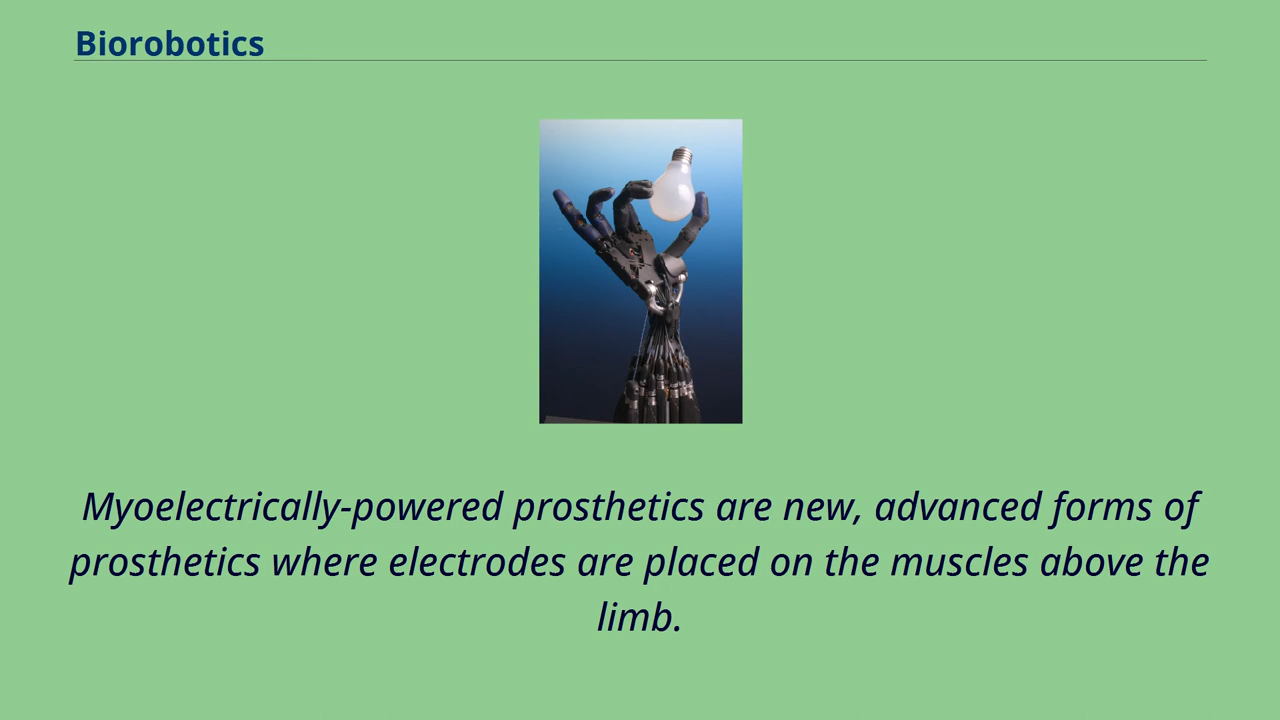 Biorobotics
Myoelectrically-powered prosthetics are new, advanced forms of
prosthetics where electrodes are placed on the muscles above the
limb.